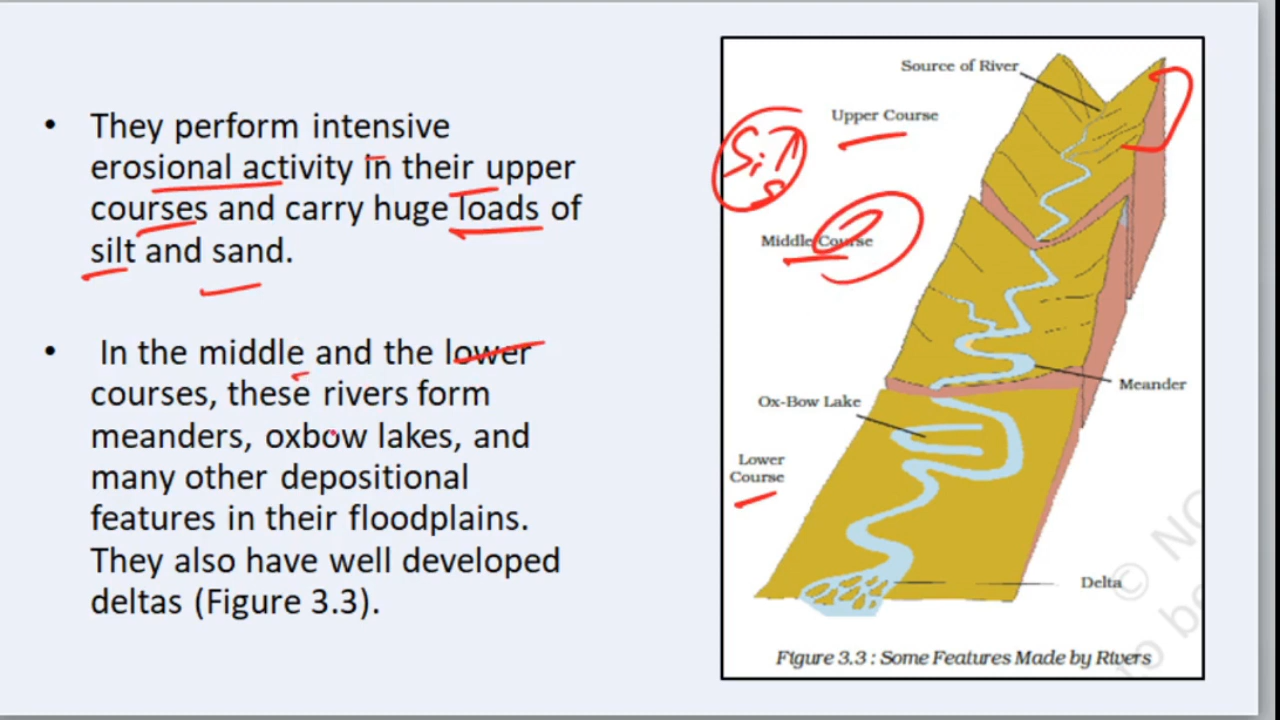 • They perform intensive
erosional activity in their upper
courses and carry huge loads of
silt and sand.
• In the middle and the lower
courses, these rivers form
meanders, oxbow lakes, and
many other depositional
features in their floodplains.
They also have well developed
deltas (Figure 3.3).
Source of River
Upper Course
Middle Course
Meander
Ox-Bow Lake
Lower
Course
Delta
Figure 3.3 : Some Features Made by Rivers
©
to be